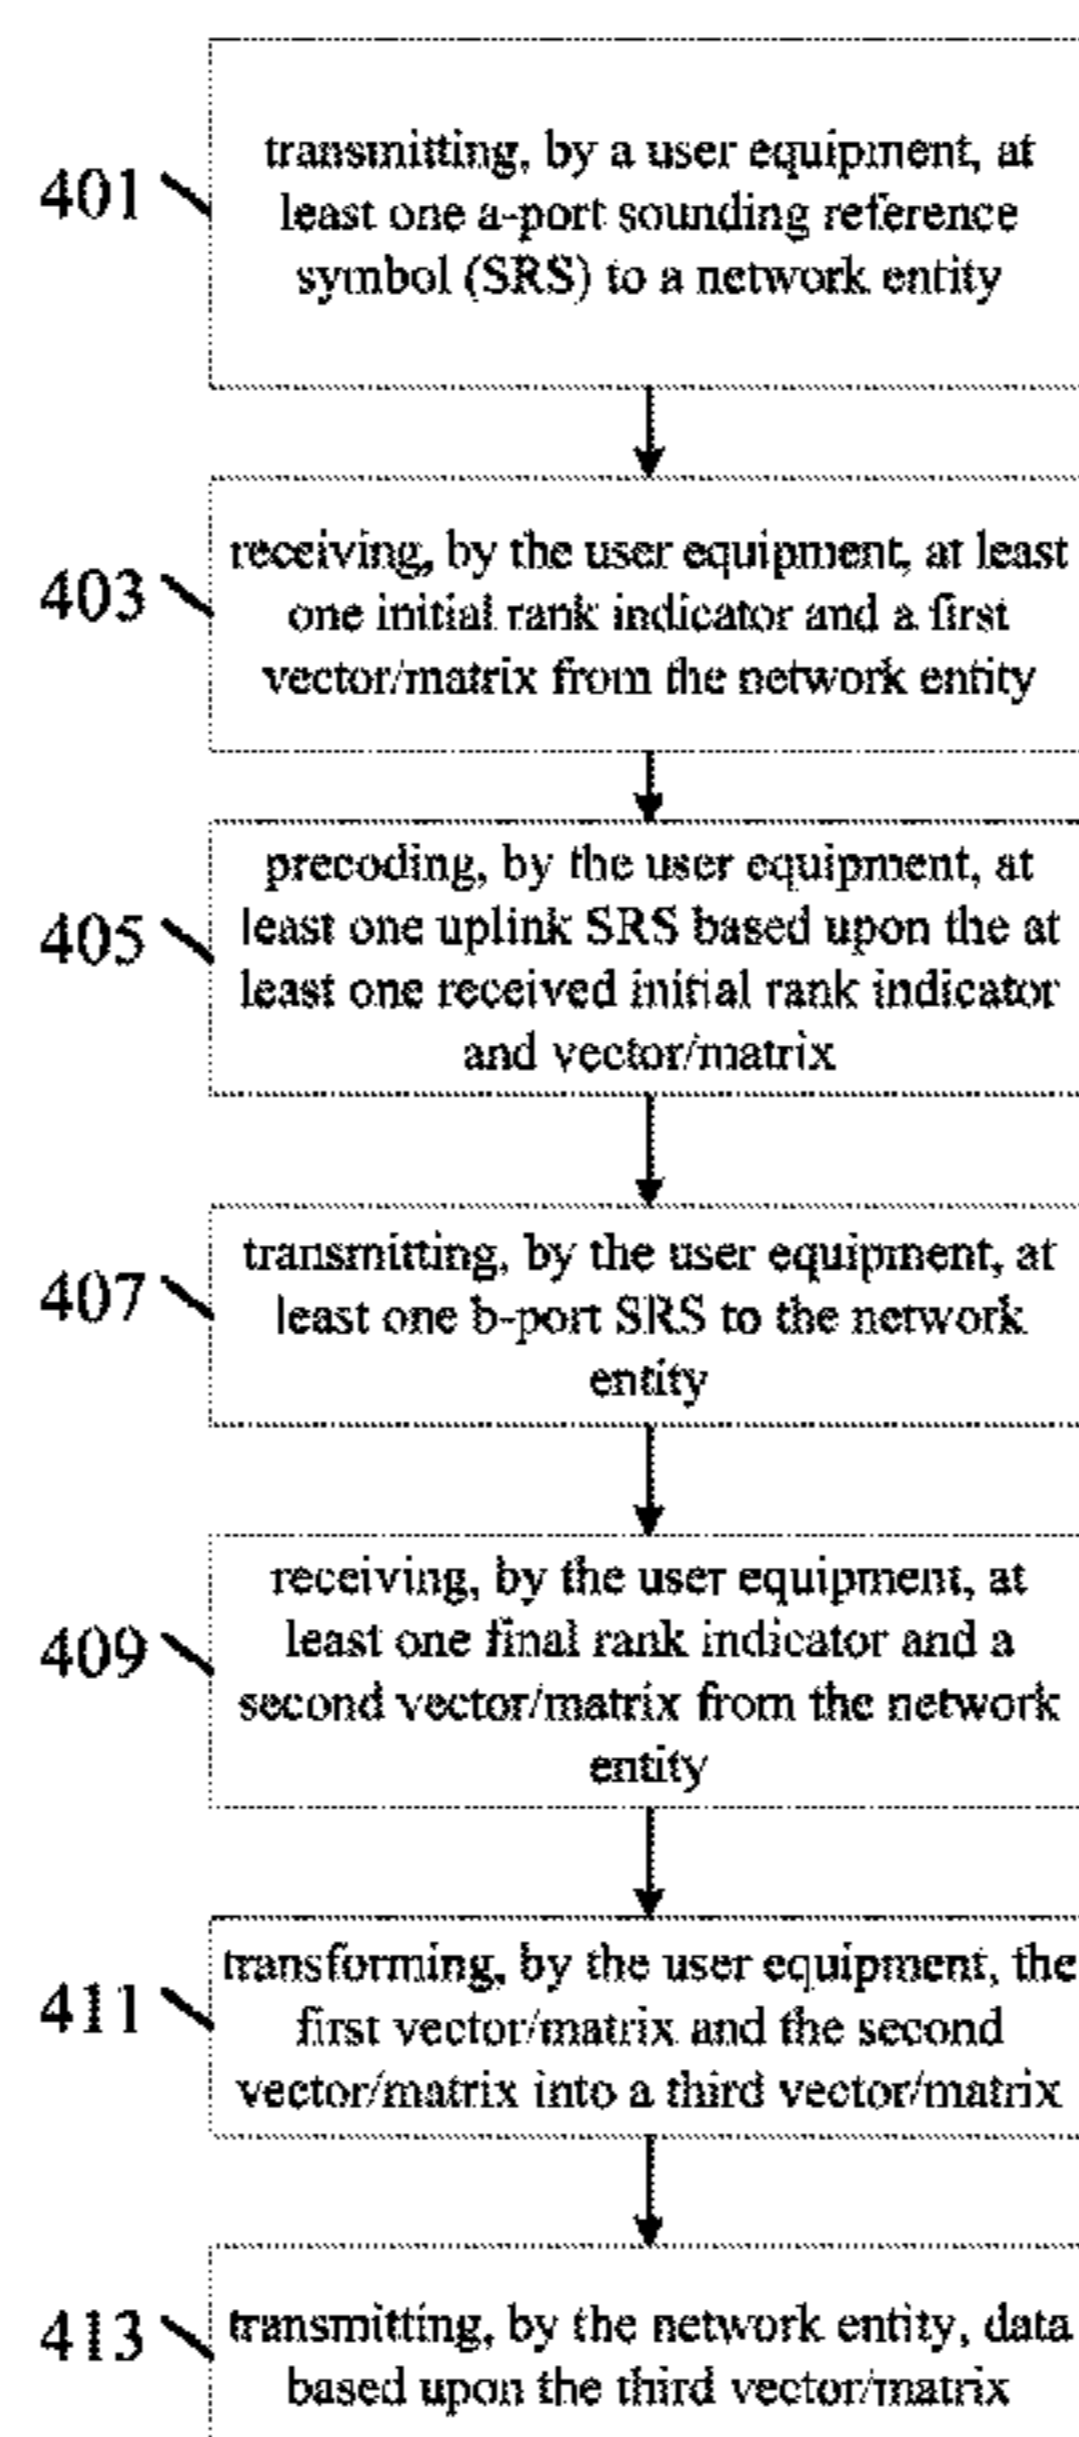 401
transmitting, by a user equipment, at
least one a-port sounding reference
symbol (SRS) to a network entity
403
receiving, by the user equipment, at least
one initial rank indicator and a first
vector/matrix from the network entity
405
precoding, by the user equipment, at
least one uplink SRS based upon the at
least one received initial rank indicator
and vector/matrix
407
transmitting, by the user equipment, at
least one b-port SRS to the network
entity
409
receiving, by the user equipment, at
least one final rank indicator and a
second vector/matrix from the network
entity
411
transforming, by the user equipment, the
first vector/matrix and the second
vector/matrix into a third vector/matrix
413
transmitting, by the network entity, data
based upon the third vector/matrix